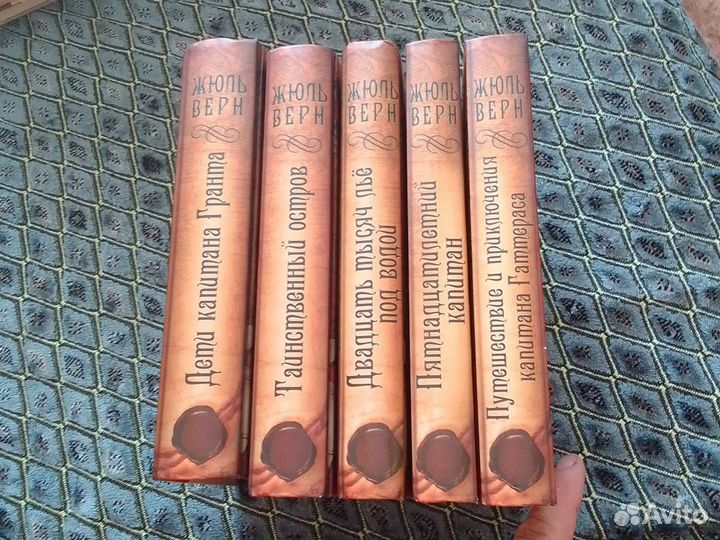 ЖЮЛЬ
ВЕРН
Дети капитана Гранта
ЖЮЛЬ
ВЕРН
Таинственный остров
ЖЮЛЬ
ВЕРН
Двадцать тысяч льё
под водой
ЖЮЛЬ
ВЕРН
Пятнадцатилетний
капитан
ЖЮЛЬ
ВЕРН
Путешествие и приключения
капитана Гаттераса
Avito